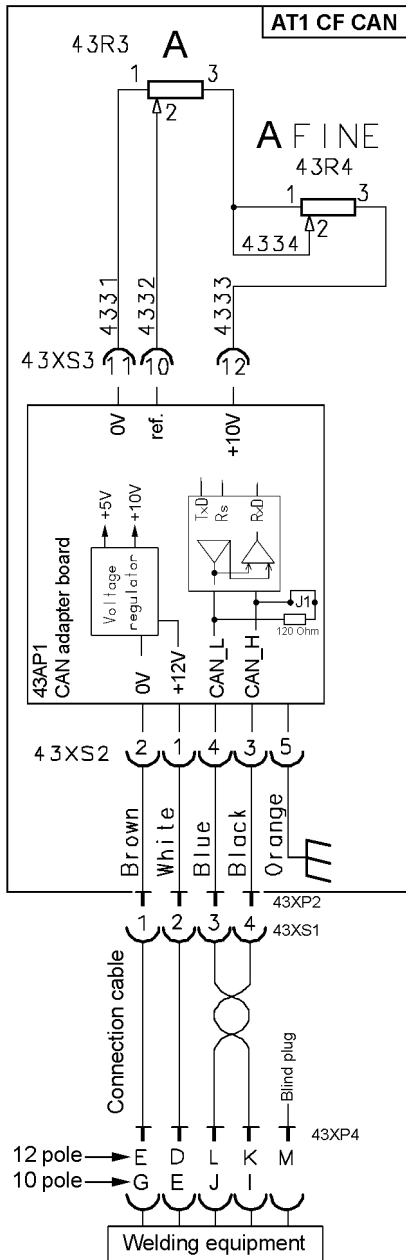 AT1 CF CAN
43R3 A
1 3
2
A FINE
43R4
1 3
2
4334
4331
4332
4333
43XS3 11 10 12
0V
ref.
+10V
TxD
Rs
RxD
+5V
+10V
Voltage
regulator
J1
120 Ohm
43AP1
CAN adapter board
0V
+12V
CAN_L
CAN_H
43XS2 2 1 4 3 5
Brown
White
Blue
Black
Orange
43XP2
1 2 3 4 43XS1
Connection cable
Blind plug
43XP4
12 pole E D L K M
10 pole G E J I
Welding equipment